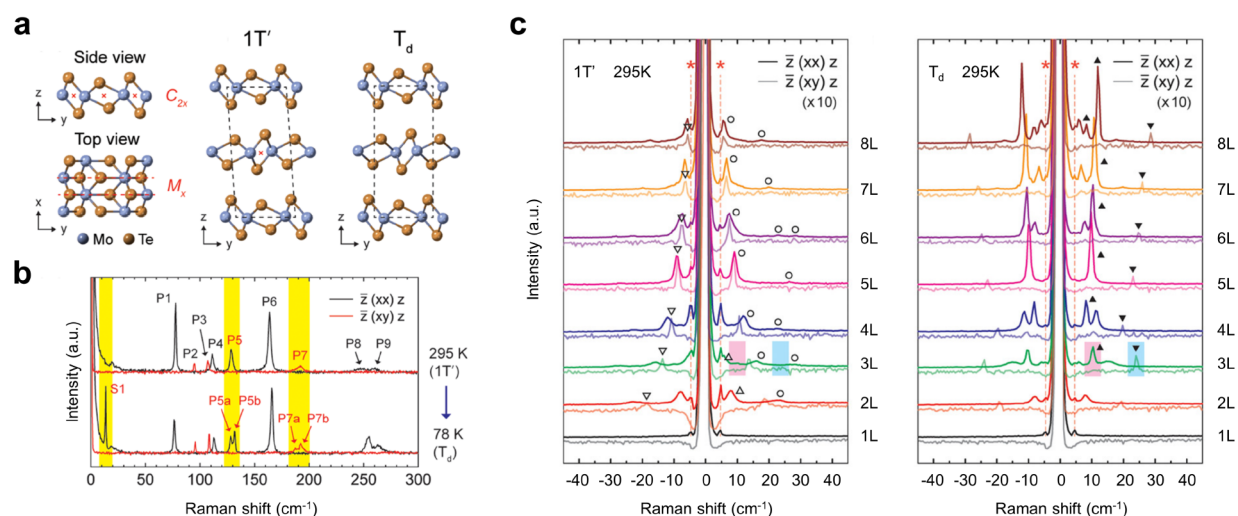 a
Side view
z
y
C2x
Top view
Mx
x
y
Mo
Te
1T′
z
y
Td
z
y
b
Intensity (a.u.)
z̄ (xx) z
z̄ (xy) z
P1
P2
P3
P4
P5
P6
P7
P8
P9
295 K
(1T′)
S1
P5a
P5b
P7a
P7b
78 K
(Td)
0 50 100 150 200 250 300
Raman shift (cm⁻¹)
c
Intensity (a.u.)
1T′ 295K
* *
z̄ (xx) z
z̄ (xy) z
(x10)
8L
7L
6L
5L
4L
3L
2L
1L
-40 -30 -20 -10 0 10 20 30 40
Raman shift (cm⁻¹)
Td 295K
* *
z̄ (xx) z
z̄ (xy) z
(x10)
8L
7L
6L
5L
4L
3L
2L
1L
-40 -30 -20 -10 0 10 20 30 40
Raman shift (cm⁻¹)